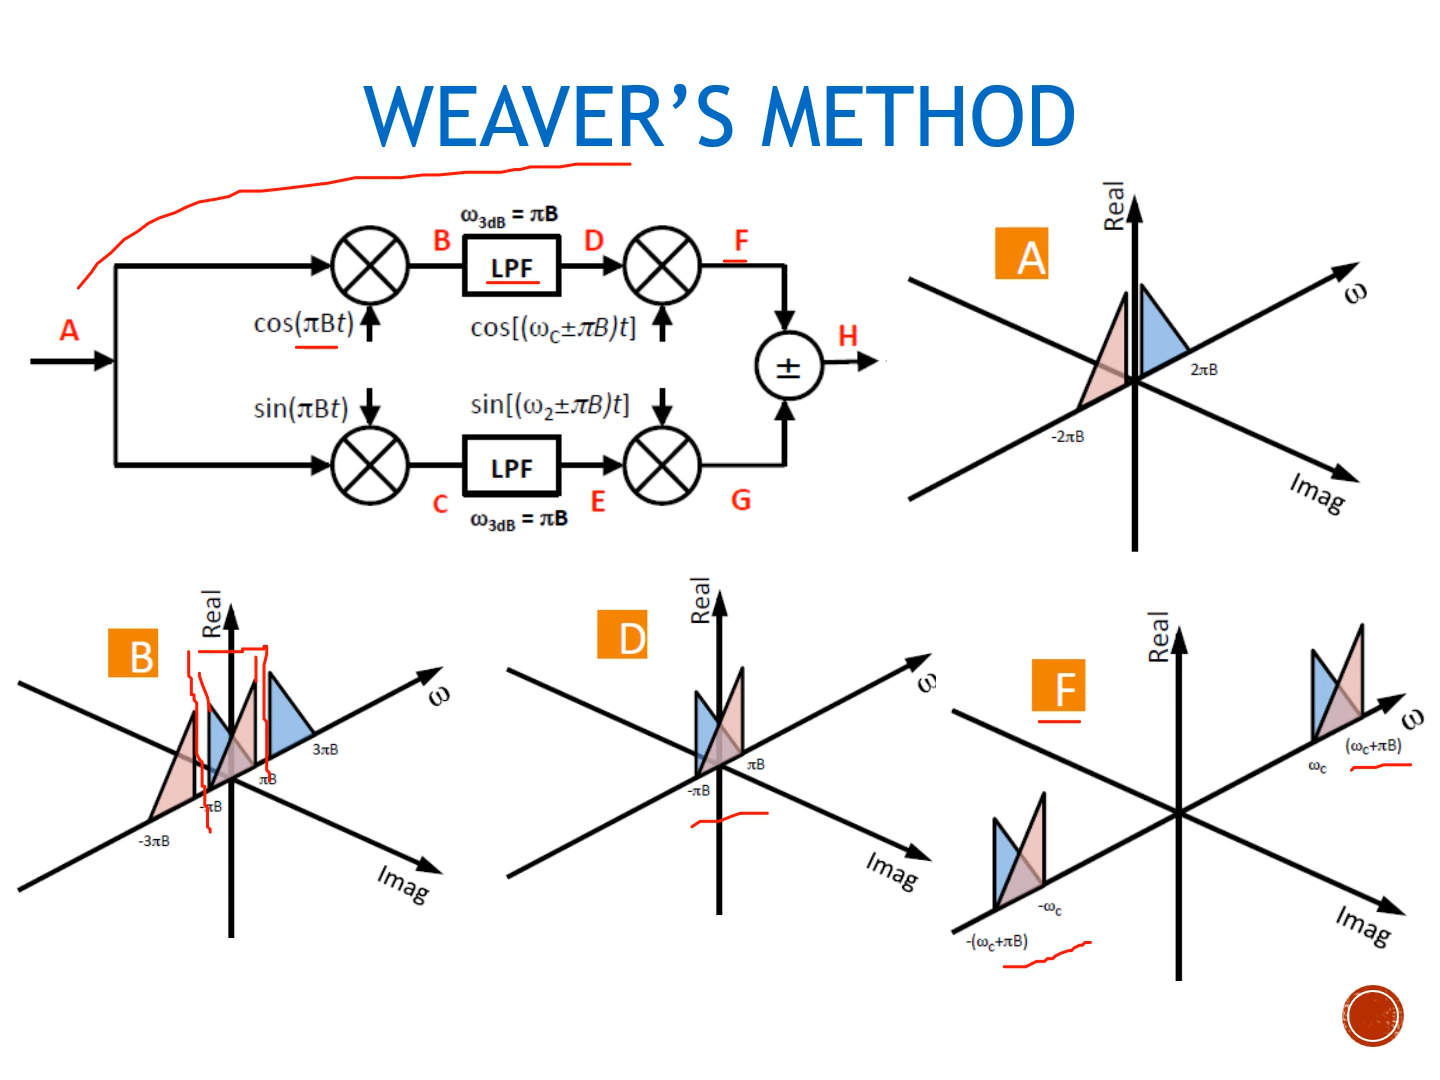 WEAVER'S METHOD
ω3dB = πB
B
LPF
D
F
cos(πBt)
cos[(ωC±πB)t]
A
±
H
sin(πBt)
sin[(ω2±πB)t]
C
LPF
E
G
ω3dB = πB
A
Real
ω
2πB
-2πB
Imag
B
Real
ω
3πB
πB
-πB
-3πB
Imag
D
Real
ω
πB
-πB
Imag
F
Real
ω
(ωC+πB)
ωC
-ωC
-(ωC+πB)
Imag